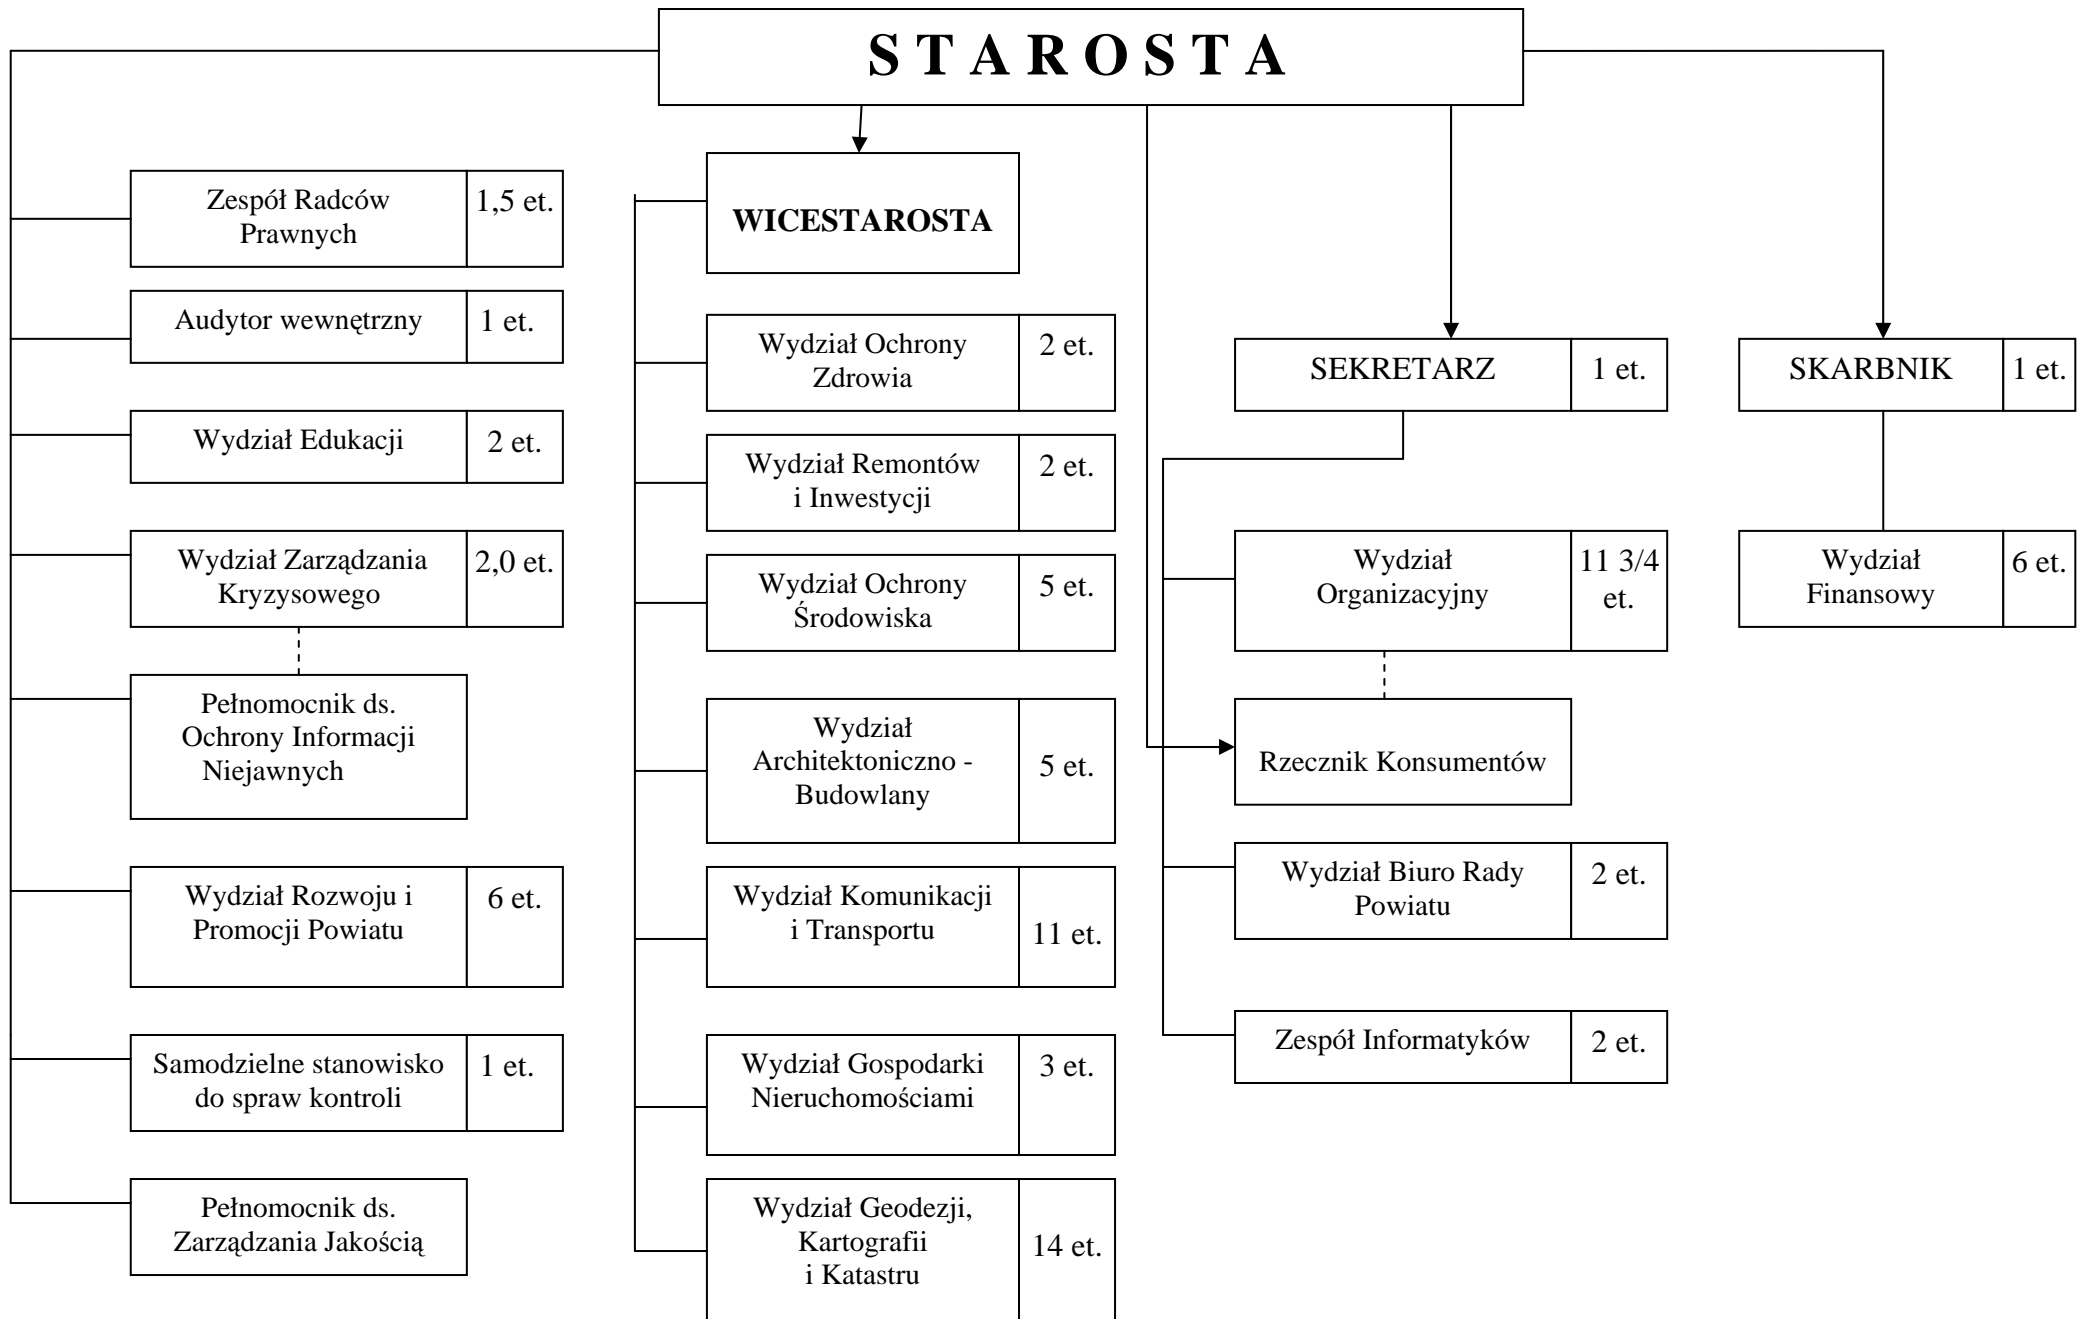 S T A R O S T A
Zespół Radców
Prawnych
1,5 et.
Audytor wewnętrzny
1 et.
Wydział Edukacji
2 et.
Wydział Zarządzania
Kryzysowego
2,0 et.
Pełnomocnik ds.
Ochrony Informacji
Niejawnych
Wydział Rozwoju i
Promocji Powiatu
6 et.
Samodzielne stanowisko
do spraw kontroli
1 et.
Pełnomocnik ds.
Zarządzania Jakością
WICESTAROSTA
Wydział Ochrony
Zdrowia
2 et.
Wydział Remontów
i Inwestycji
2 et.
Wydział Ochrony
Środowiska
5 et.
Wydział
Architektoniczno -
Budowlany
5 et.
Wydział Komunikacji
i Transportu
11 et.
Wydział Gospodarki
Nieruchomościami
3 et.
Wydział Geodezji,
Kartografii
i Katastru
14 et.
SEKRETARZ
1 et.
Wydział
Organizacyjny
11 3/4
et.
Rzecznik Konsumentów
Wydział Biuro Rady
Powiatu
2 et.
Zespół Informatyków
2 et.
SKARBNIK
1 et.
Wydział
Finansowy
6 et.